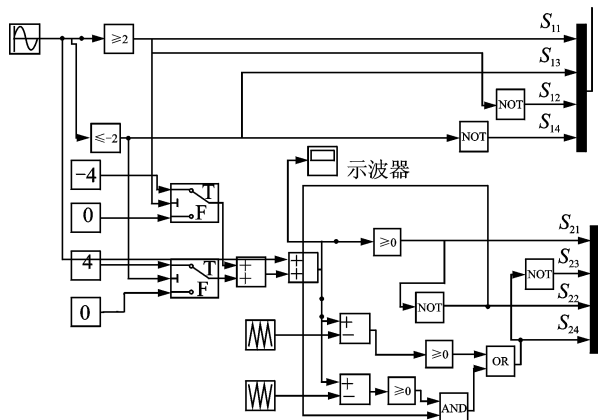 ≥2
S11
S13
NOT
S12
≤-2
NOT
S14
-4
示波器
T
0
F
S21
≥0
4
T
+
+
+
+
NOT
S23
F
0
NOT
S22
S24
+
−
≥0
OR
+
−
≥0
AND